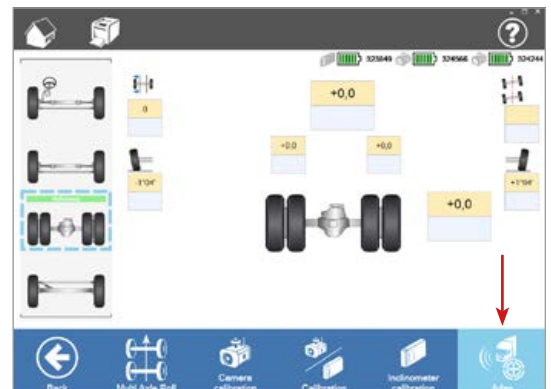 323849 324566 324244
+0,0
0
+0,0 +0,0
Reference
-3°04'
+1°04'
+0,0
Back
Multi Axle Roll
Camera calibration
Calibration
Inclinometer calibration